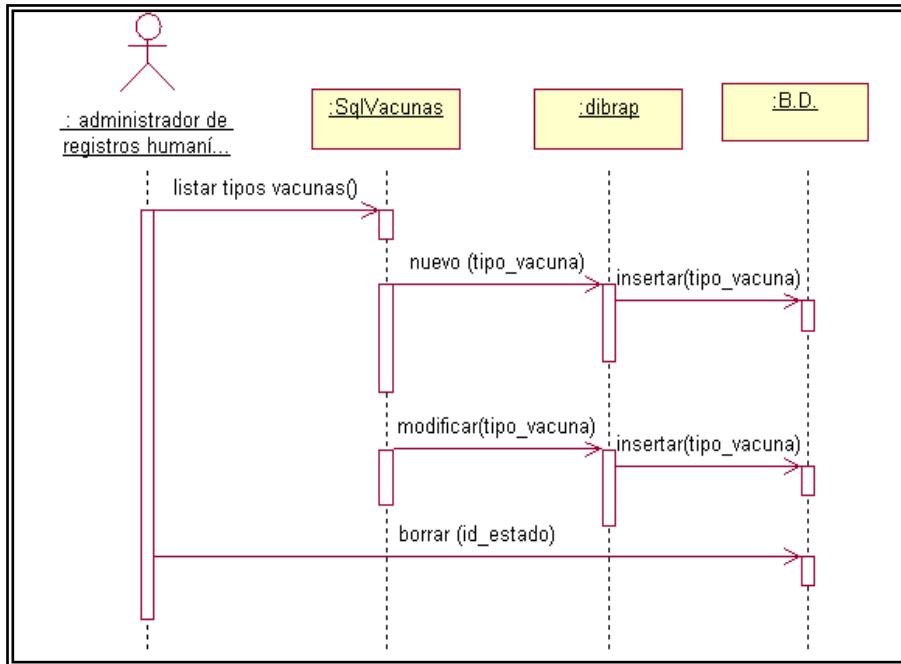 : administrador de
registros humaní...
:SqlVacunas
:dibrap
:B.D.
listar tipos vacunas()
nuevo (tipo_vacuna)
insertar(tipo_vacuna)
modificar(tipo_vacuna)
insertar(tipo_vacuna)
borrar (id_estado)